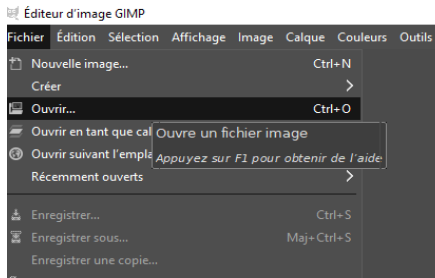 Éditeur d'image GIMP
Fichier Édition Sélection Affichage Image Calque Couleurs Outils
Nouvelle image... Ctrl+N
Créer
Ouvrir... Ctrl+O
Ouvrir en tant que cal
Ouvre un fichier image
Ouvrir suivant l'empla
Appuyez sur F1 pour obtenir de l'aide
Récemment ouverts
Enregistrer... Ctrl+S
Enregistrer sous... Maj+Ctrl+S
Enregistrer une copie...